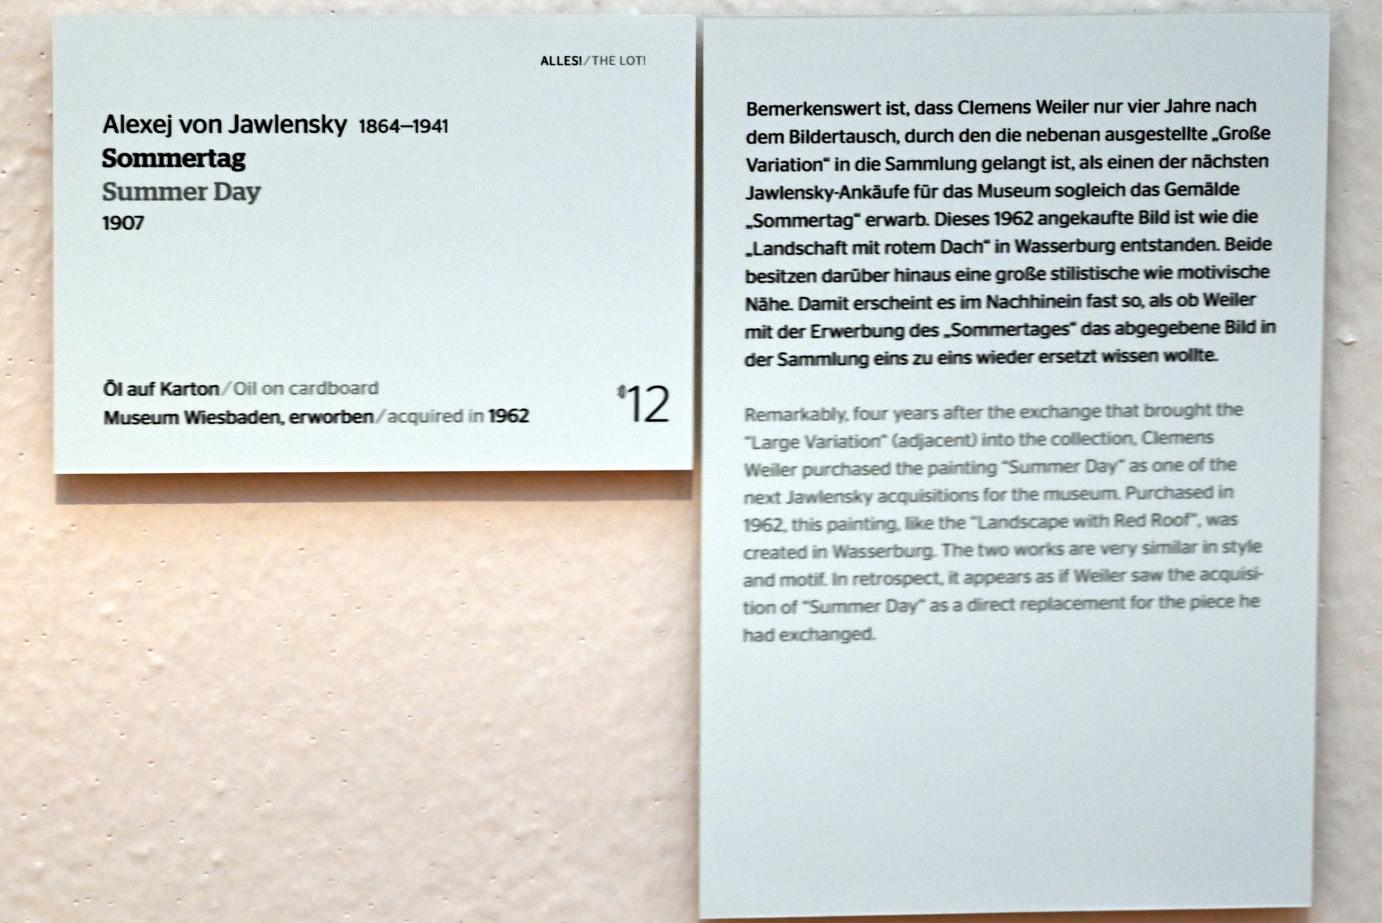 ALLES!/THE LOT!
Alexej von Jawlensky 1864–1941
Sommertag
Summer Day
1907
Öl auf Karton/Oil on cardboard
Museum Wiesbaden, erworben/acquired in 1962
12
Bemerkenswert ist, dass Clemens Weiler nur vier Jahre nach
dem Bildertausch, durch den die nebenan ausgestellte „Große
Variation“ in die Sammlung gelangt ist, als einen der nächsten
Jawlensky-Ankäufe für das Museum sogleich das Gemälde
„Sommertag“ erwarb. Dieses 1962 angekaufte Bild ist wie die
„Landschaft mit rotem Dach“ in Wasserburg entstanden. Beide
besitzen darüber hinaus eine große stilistische wie motivische
Nähe. Damit erscheint es im Nachhinein fast so, als ob Weiler
mit der Erwerbung des „Sommertages“ das abgegebene Bild in
der Sammlung eins zu eins wieder ersetzt wissen wollte.
Remarkably, four years after the exchange that brought the
“Large Variation” (adjacent) into the collection, Clemens
Weiler purchased the painting “Summer Day” as one of the
next Jawlensky acquisitions for the museum. Purchased in
1962, this painting, like the “Landscape with Red Roof”, was
created in Wasserburg. The two works are very similar in style
and motif. In retrospect, it appears as if Weiler saw the acquisi-
tion of “Summer Day” as a direct replacement for the piece he
had exchanged.